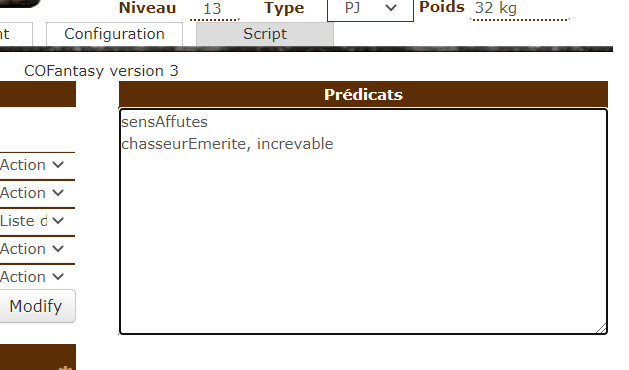 Niveau 13 Type PJ Poids 32 kg
nt Configuration Script
COFantasy version 3
Prédicats
sensAffutes
chasseurEmerite, increvable
Action
Action
Liste d
Action
Action
Modify